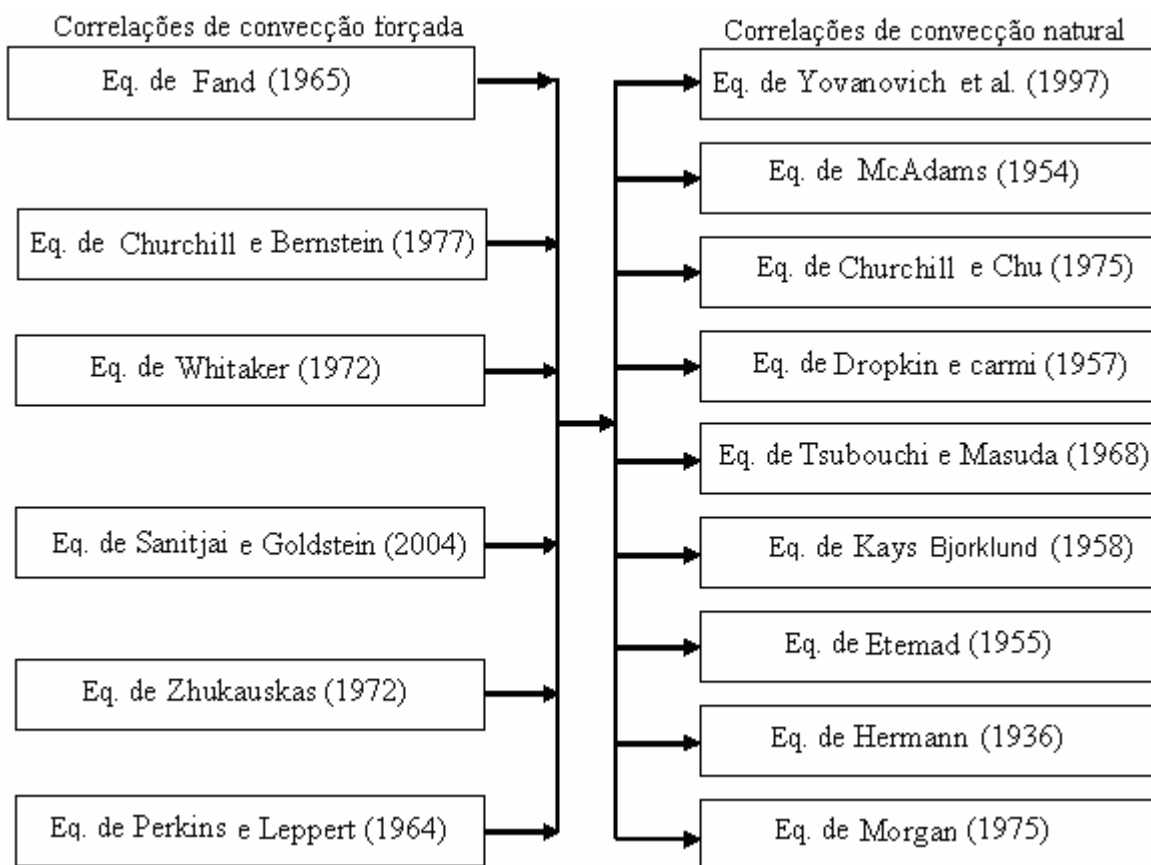 Correlações de convecção forçada
Eq. de Fand (1965)
Eq. de Churchill e Bernstein (1977)
Eq. de Whitaker (1972)
Eq. de Sanitjai e Goldstein (2004)
Eq. de Zhukauskas (1972)
Eq. de Perkins e Leppert (1964)
Correlações de convecção natural
Eq. de Yovanovich et al. (1997)
Eq. de McAdams (1954)
Eq. de Churchill e Chu (1975)
Eq. de Dropkin e carmi (1957)
Eq. de Tsubouchi e Masuda (1968)
Eq. de Kays Bjorklund (1958)
Eq. de Etemad (1955)
Eq. de Hermann (1936)
Eq. de Morgan (1975)